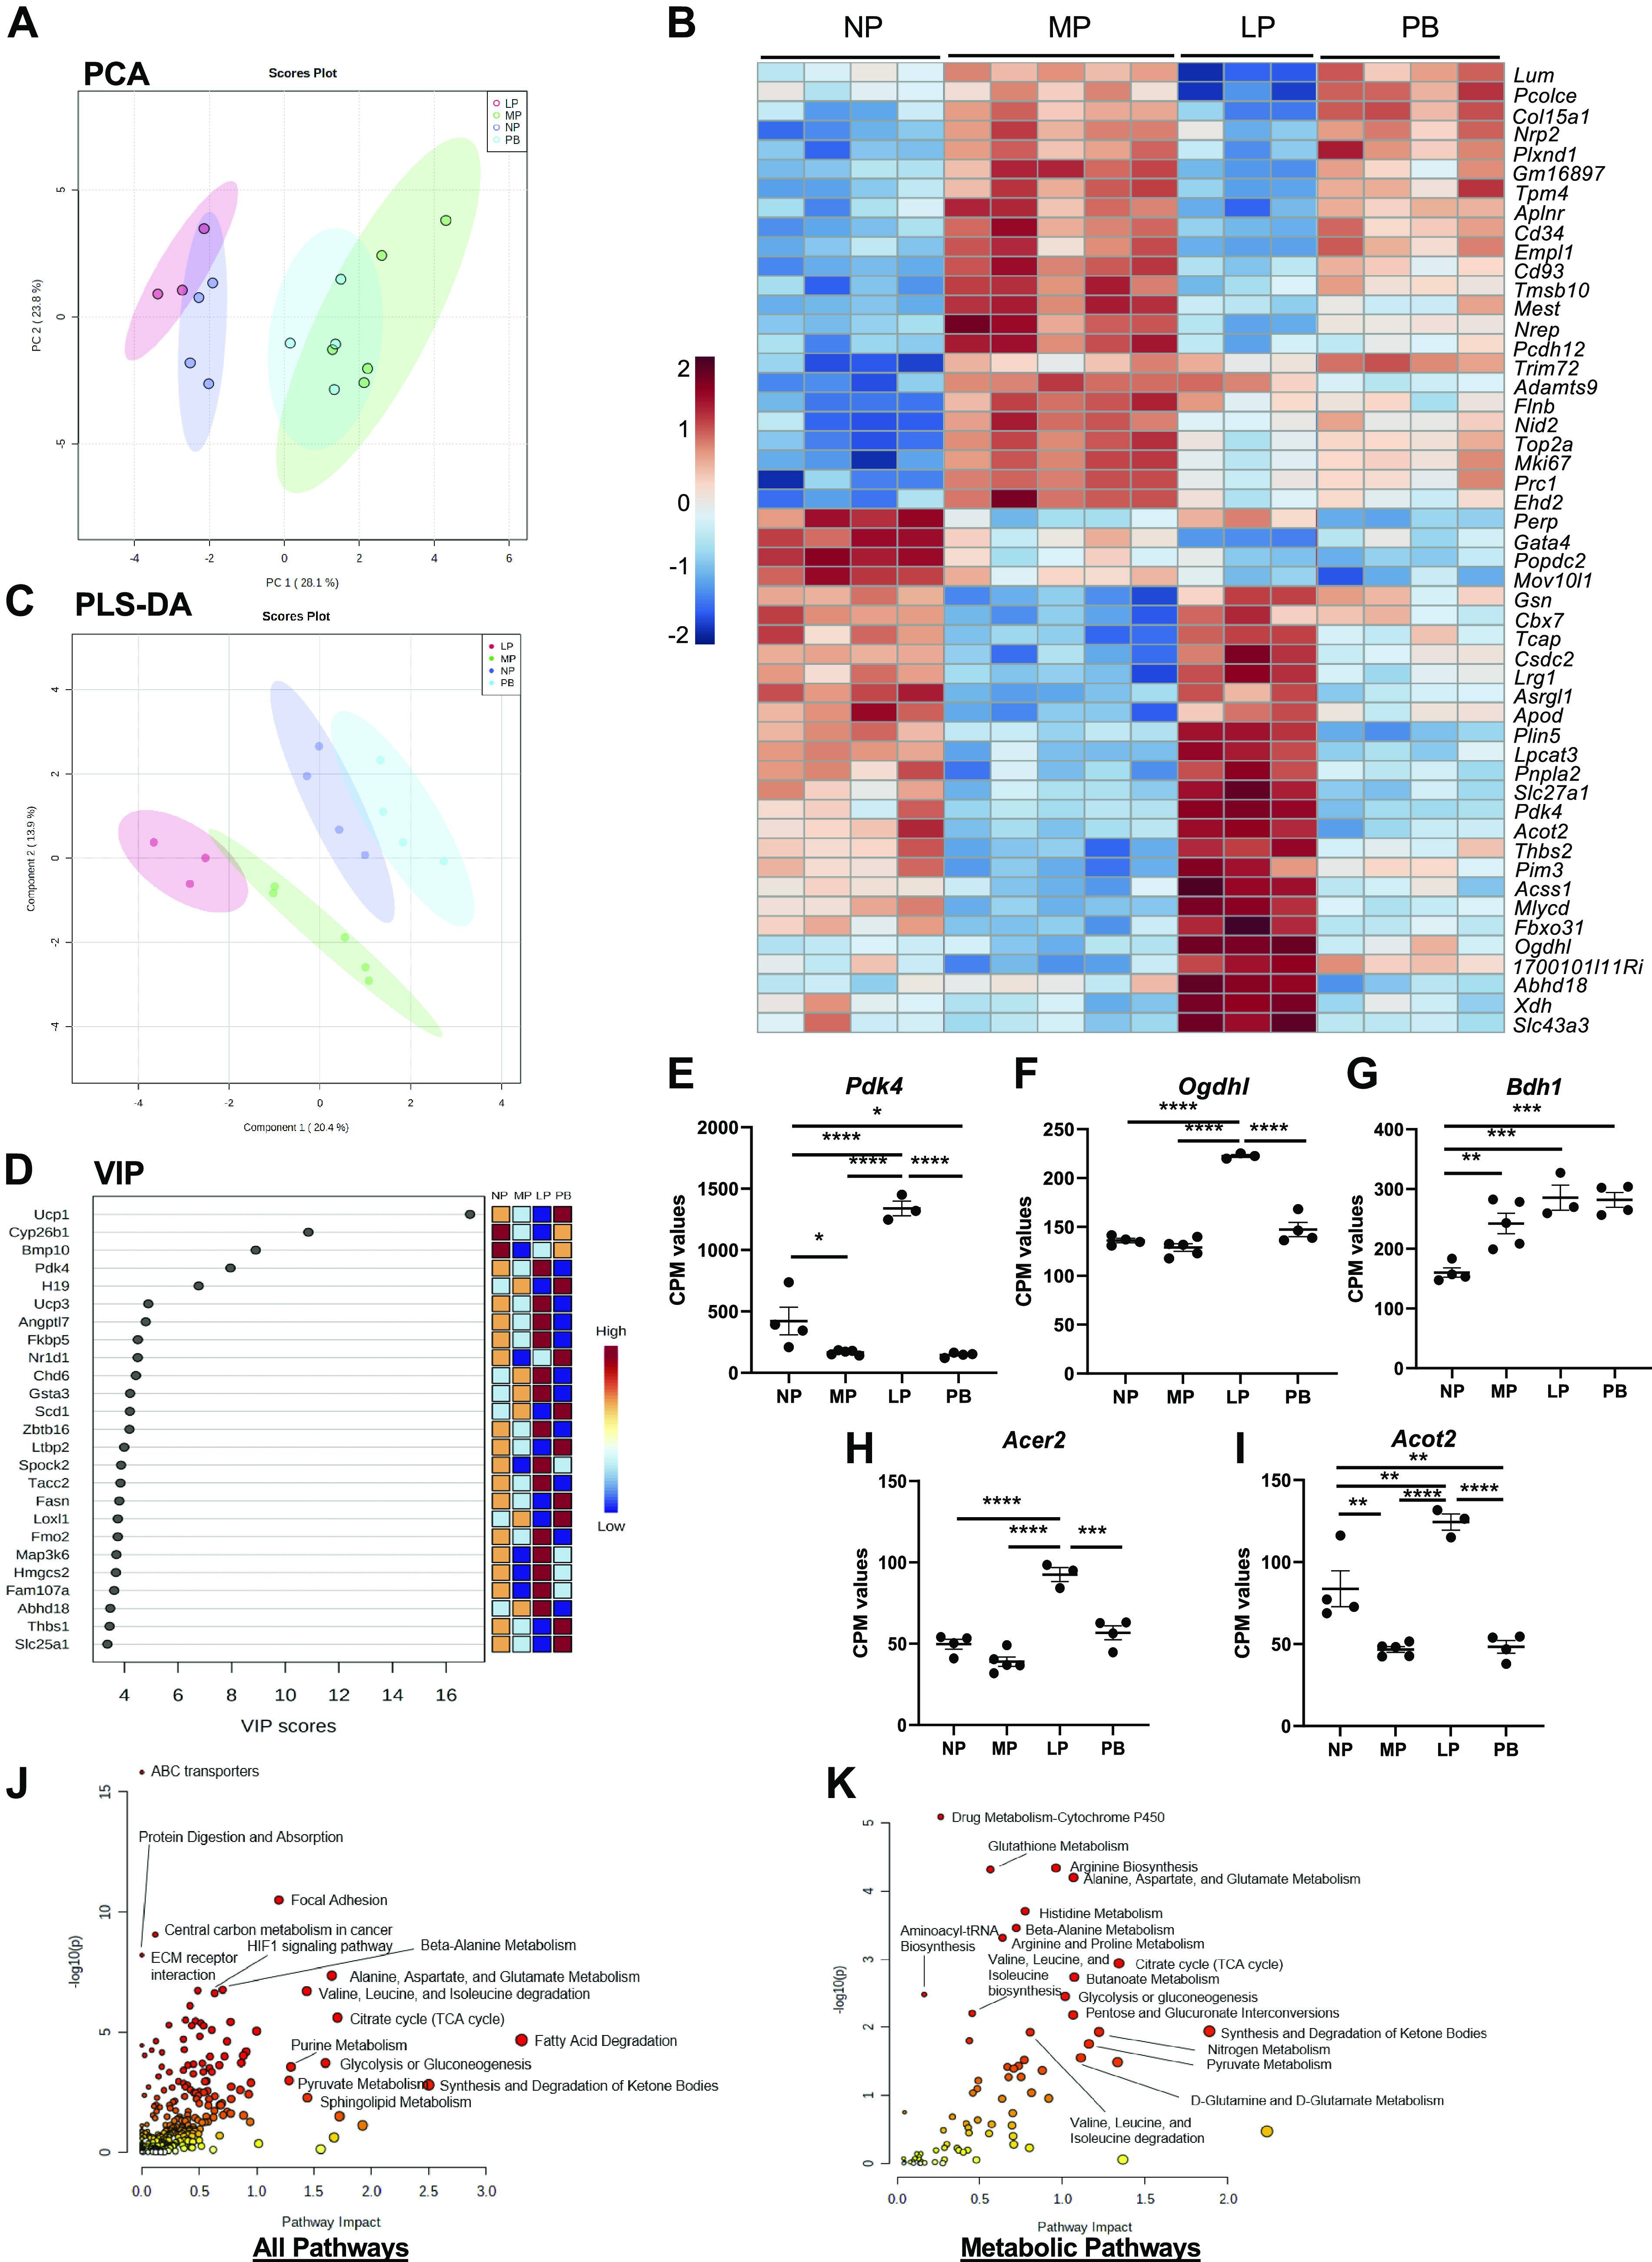 A
PCA
Scores Plot
LP
MP
NP
PB
PC 2 ( 23.8 %)
5
0
-5
-4
-2
0
2
4
6
PC 1 ( 28.1 %)
B
NP
MP
LP
PB
2
1
0
-1
-2
Lum
Pcolce
Col15a1
Nrp2
Plxnd1
Gm16897
Tpm4
Aplnr
Cd34
Empl1
Cd93
Tmsb10
Mest
Nrep
Pcdh12
Trim72
Adamts9
Flnb
Nid2
Top2a
Mki67
Prc1
Ehd2
Perp
Gata4
Popdc2
Mov10l1
Gsn
Cbx7
Tcap
Csdc2
Lrg1
Asrgl1
Apod
Plin5
Lpcat3
Pnpla2
Slc27a1
Pdk4
Acot2
Thbs2
Pim3
Acss1
Mlycd
Fbxo31
Ogdhl
1700101I11Ri
Abhd18
Xdh
Slc43a3
C
PLS-DA
Scores Plot
LP
MP
NP
PB
Component 2 ( 13.9 %)
4
2
0
-2
-4
-4
-2
0
2
4
Component 1 ( 20.4 %)
D
VIP
NP
MP
LP
PB
Ucp1
Cyp26b1
Bmp10
Pdk4
H19
Ucp3
Angptl7
Fkbp5
Nr1d1
Chd6
Gsta3
Scd1
Zbtb16
Ltbp2
Spock2
Tacc2
Fasn
Loxl1
Fmo2
Map3k6
Hmgcs2
Fam107a
Abhd18
Thbs1
Slc25a1
High
Low
4
6
8
10
12
14
16
VIP scores
E
Pdk4
*
****
**** ****
*
CPM values
2000
1500
1000
500
0
NP
MP
LP
PB
F
Ogdhl
****
**** ****
CPM values
250
200
150
100
50
0
NP
MP
LP
PB
G
Bdh1
***
***
**
CPM values
400
300
200
100
0
NP
MP
LP
PB
H
Acer2
****
**** ***
CPM values
150
100
50
0
NP
MP
LP
PB
I
Acot2
**
**
** **** ****
CPM values
150
100
50
0
NP
MP
LP
PB
J
ABC transporters
Protein Digestion and Absorption
Focal Adhesion
Central carbon metabolism in cancer
HIF1 signaling pathway
Beta-Alanine Metabolism
ECM receptor
interaction
Alanine, Aspartate, and Glutamate Metabolism
Valine, Leucine, and Isoleucine degradation
Citrate cycle (TCA cycle)
Fatty Acid Degradation
Purine Metabolism
Glycolysis or Gluconeogenesis
Pyruvate Metabolism
Synthesis and Degradation of Ketone Bodies
Sphingolipid Metabolism
-log10(p)
15
10
5
0
0.0
0.5
1.0
1.5
2.0
2.5
3.0
Pathway Impact
All Pathways
K
Drug Metabolism-Cytochrome P450
Glutathione Metabolism
Arginine Biosynthesis
Alanine, Aspartate, and Glutamate Metabolism
Histidine Metabolism
Aminoacyl-tRNA
Biosynthesis
Beta-Alanine Metabolism
Arginine and Proline Metabolism
Valine, Leucine, and
Isoleucine
biosynthesis
Citrate cycle (TCA cycle)
Butanoate Metabolism
Glycolysis or gluconeogenesis
Pentose and Glucuronate Interconversions
Synthesis and Degradation of Ketone Bodies
Nitrogen Metabolism
Pyruvate Metabolism
D-Glutamine and D-Glutamate Metabolism
Valine, Leucine, and
Isoleucine degradation
-log10(p)
5
4
3
2
1
0
0.0
0.5
1.0
1.5
2.0
Pathway Impact
Metabolic Pathways